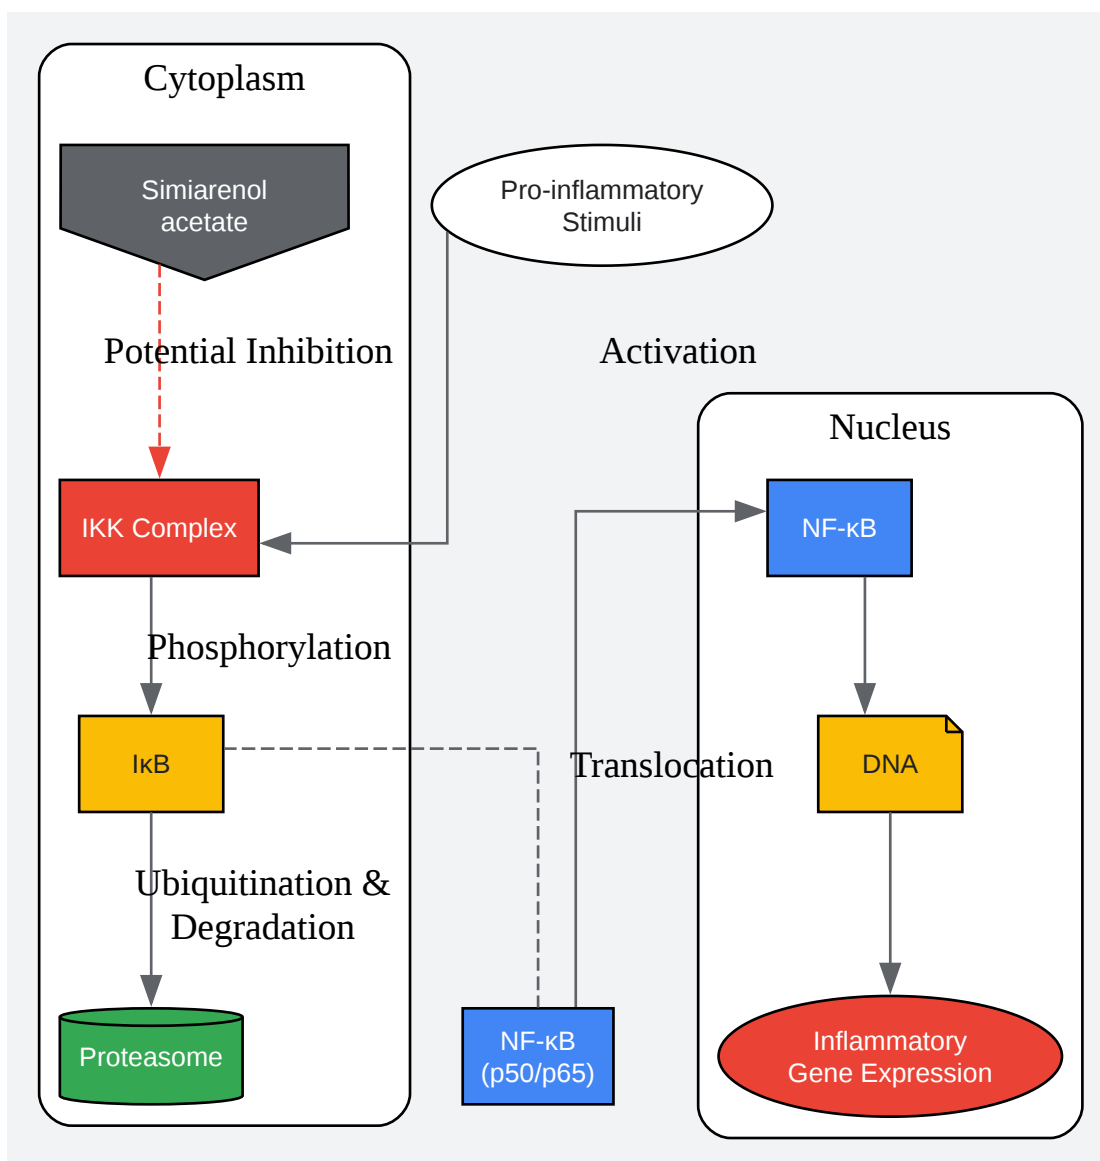 Cytoplasm
Simiarenol
acetate
Pro-inflammatory
Stimuli
Potential Inhibition
Activation
Nucleus
IKK Complex
NF-κB
Phosphorylation
IκB
Translocation
DNA
Ubiquitination &
Degradation
Proteasome
NF-κB
(p50/p65)
Inflammatory
Gene Expression